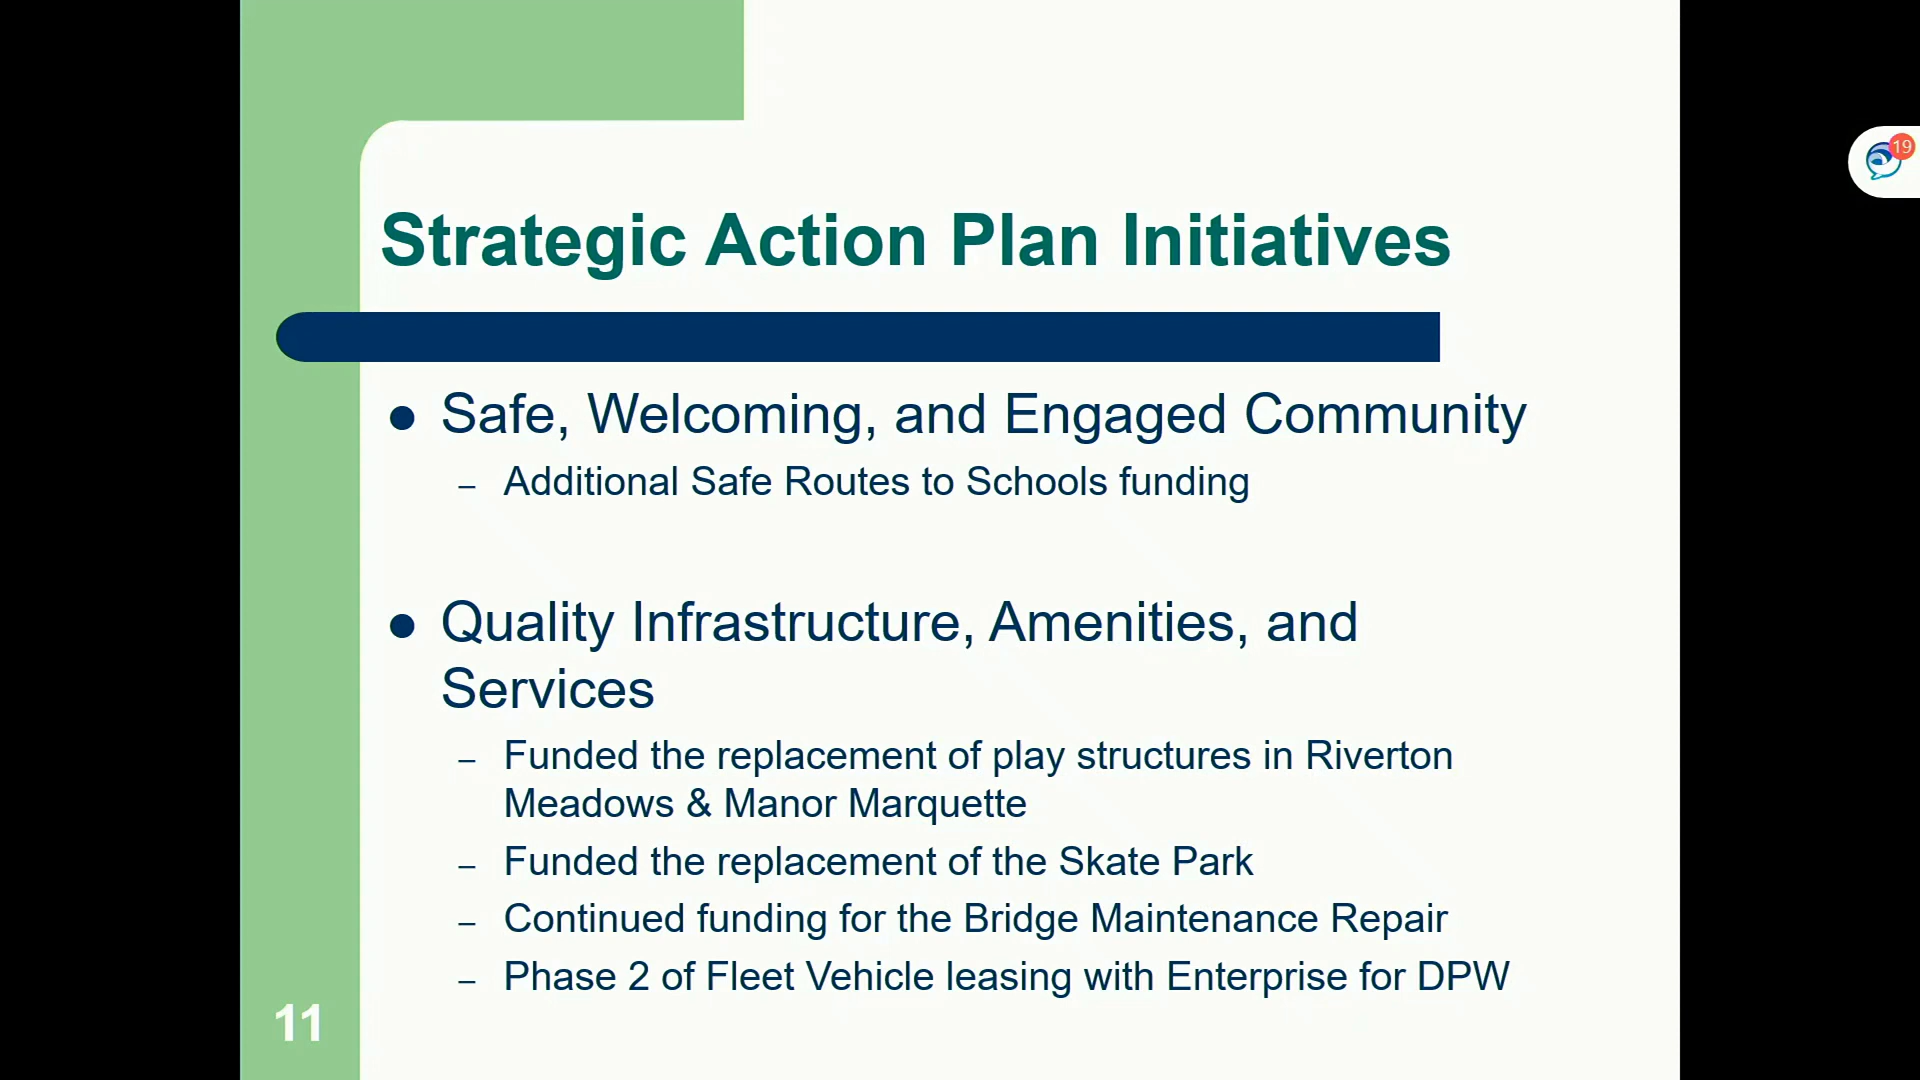 19
Strategic Action Plan Initiatives
● Safe, Welcoming, and Engaged Community
– Additional Safe Routes to Schools funding
● Quality Infrastructure, Amenities, and
Services
– Funded the replacement of play structures in Riverton
Meadows & Manor Marquette
– Funded the replacement of the Skate Park
– Continued funding for the Bridge Maintenance Repair
– Phase 2 of Fleet Vehicle leasing with Enterprise for DPW
11